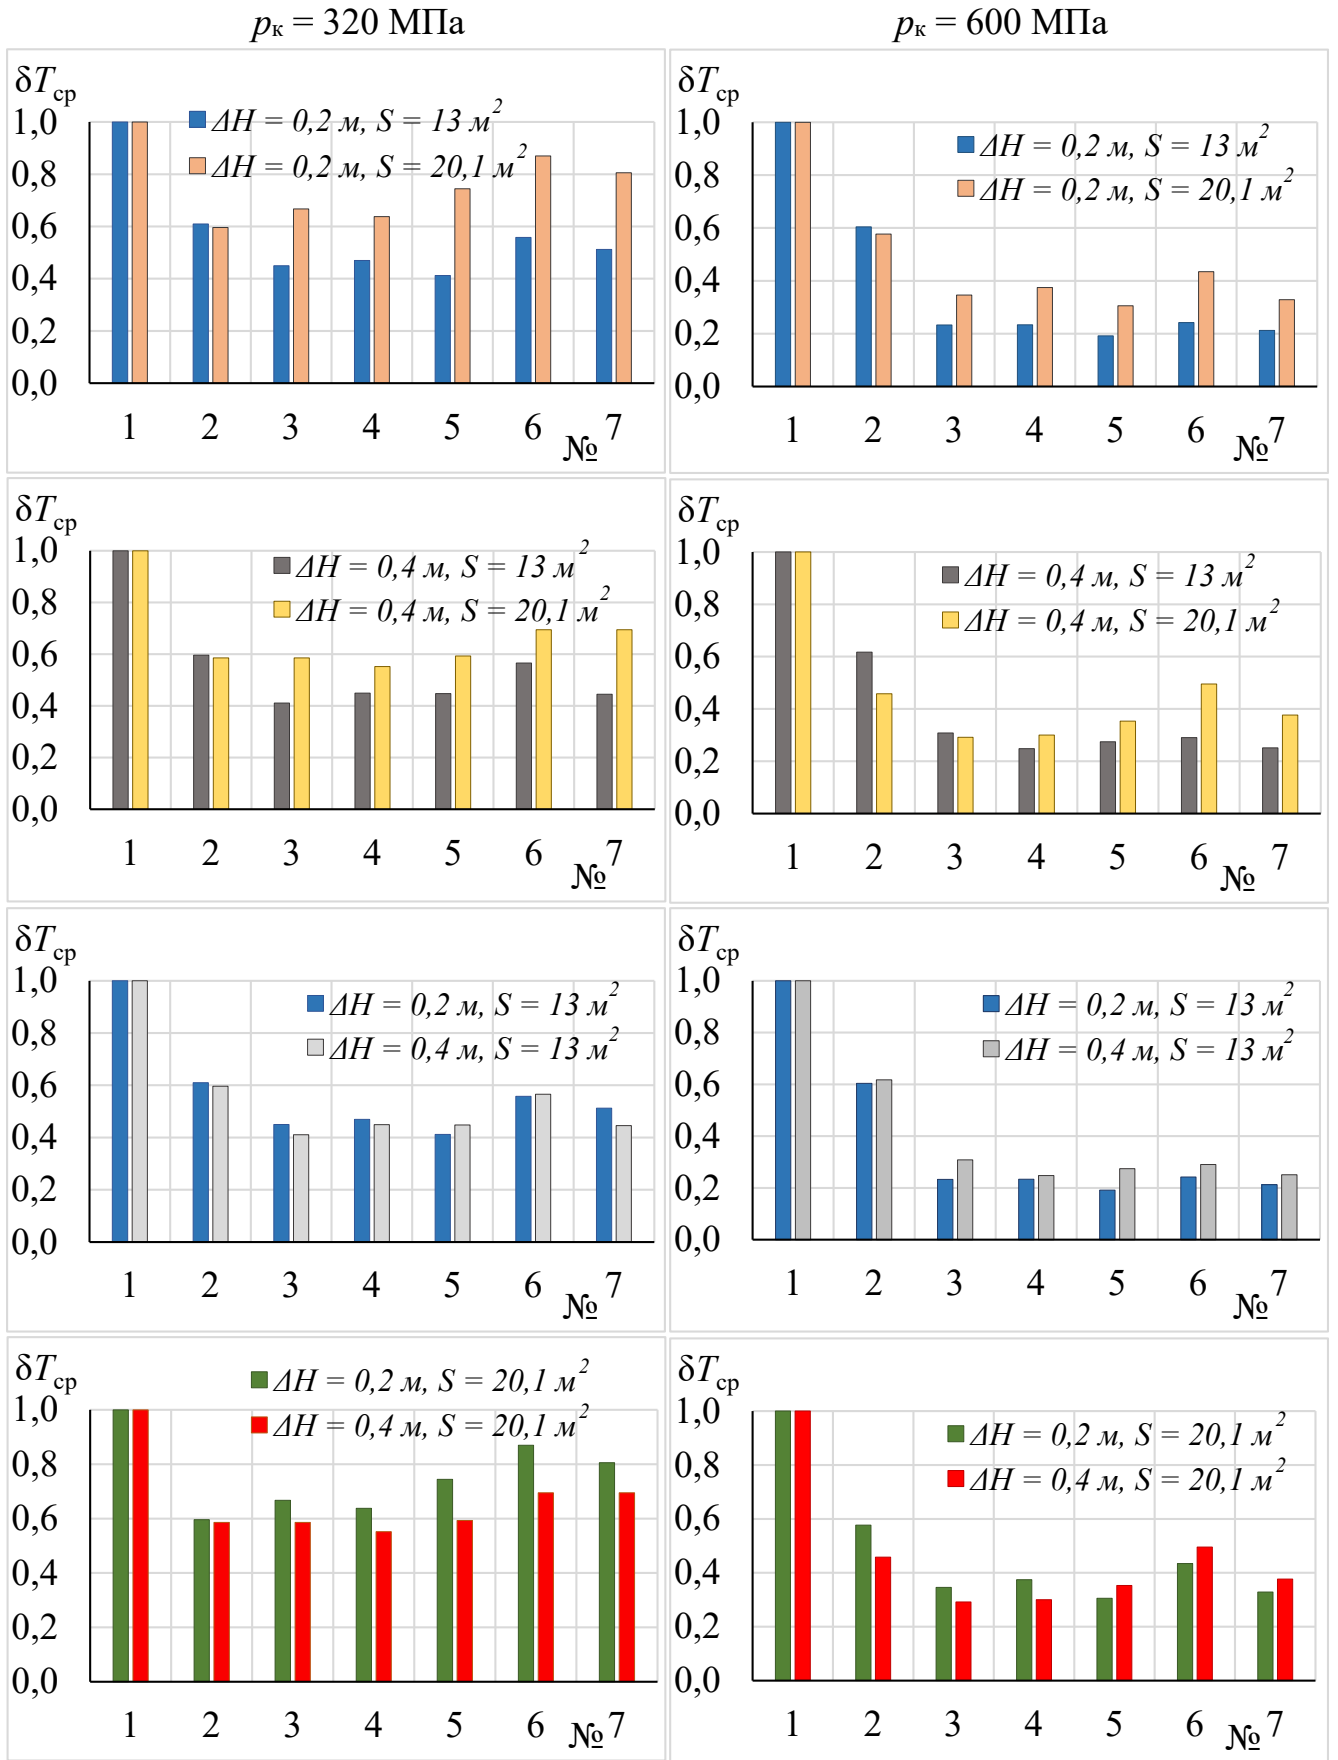 pк = 320 МПа
pк = 600 МПа
δTср
1,0
0,8
0,6
0,4
0,2
0,0
ΔH = 0,2 м, S = 13 м²
ΔH = 0,2 м, S = 20,1 м²
1 2 3 4 5 6 7
№
δTср
1,0
0,8
0,6
0,4
0,2
0,0
ΔH = 0,2 м, S = 13 м²
ΔH = 0,2 м, S = 20,1 м²
1 2 3 4 5 6 7
№
δTср
1,0
0,8
0,6
0,4
0,2
0,0
ΔH = 0,4 м, S = 13 м²
ΔH = 0,4 м, S = 20,1 м²
1 2 3 4 5 6 7
№
δTср
1,0
0,8
0,6
0,4
0,2
0,0
ΔH = 0,4 м, S = 13 м²
ΔH = 0,4 м, S = 20,1 м²
1 2 3 4 5 6 7
№
δTср
1,0
0,8
0,6
0,4
0,2
0,0
ΔH = 0,2 м, S = 13 м²
ΔH = 0,4 м, S = 13 м²
1 2 3 4 5 6 7
№
δTср
1,0
0,8
0,6
0,4
0,2
0,0
ΔH = 0,2 м, S = 13 м²
ΔH = 0,4 м, S = 13 м²
1 2 3 4 5 6 7
№
δTср
1,0
0,8
0,6
0,4
0,2
0,0
ΔH = 0,2 м, S = 20,1 м²
ΔH = 0,4 м, S = 20,1 м²
1 2 3 4 5 6 7
№
δTср
1,0
0,8
0,6
0,4
0,2
0,0
ΔH = 0,2 м, S = 20,1 м²
ΔH = 0,4 м, S = 20,1 м²
1 2 3 4 5 6 7
№